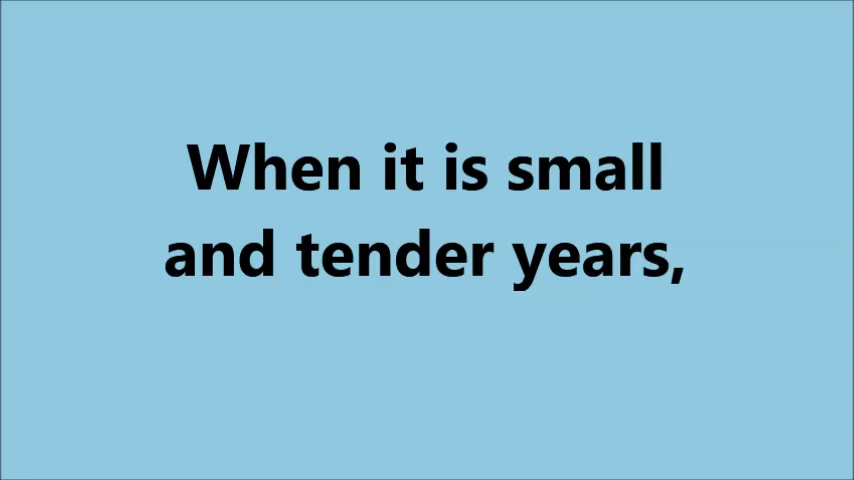 When it is small
and tender years,